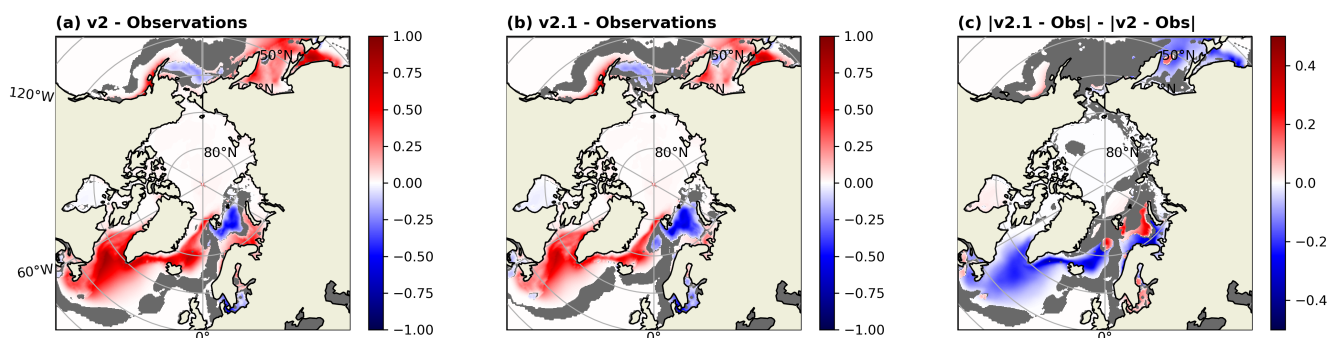 (a) v2 - Observations
(b) v2.1 - Observations
(c) |v2.1 - Obs| - |v2 - Obs|
120°W
60°W
50°N
°N
80°N
0°
1.00
0.75
0.50
0.25
0.00
−0.25
−0.50
−0.75
−1.00
50°N
°N
80°N
0°
1.00
0.75
0.50
0.25
0.00
−0.25
−0.50
−0.75
−1.00
50°N
°N
80°N
0°
0.4
0.2
0.0
−0.2
−0.4